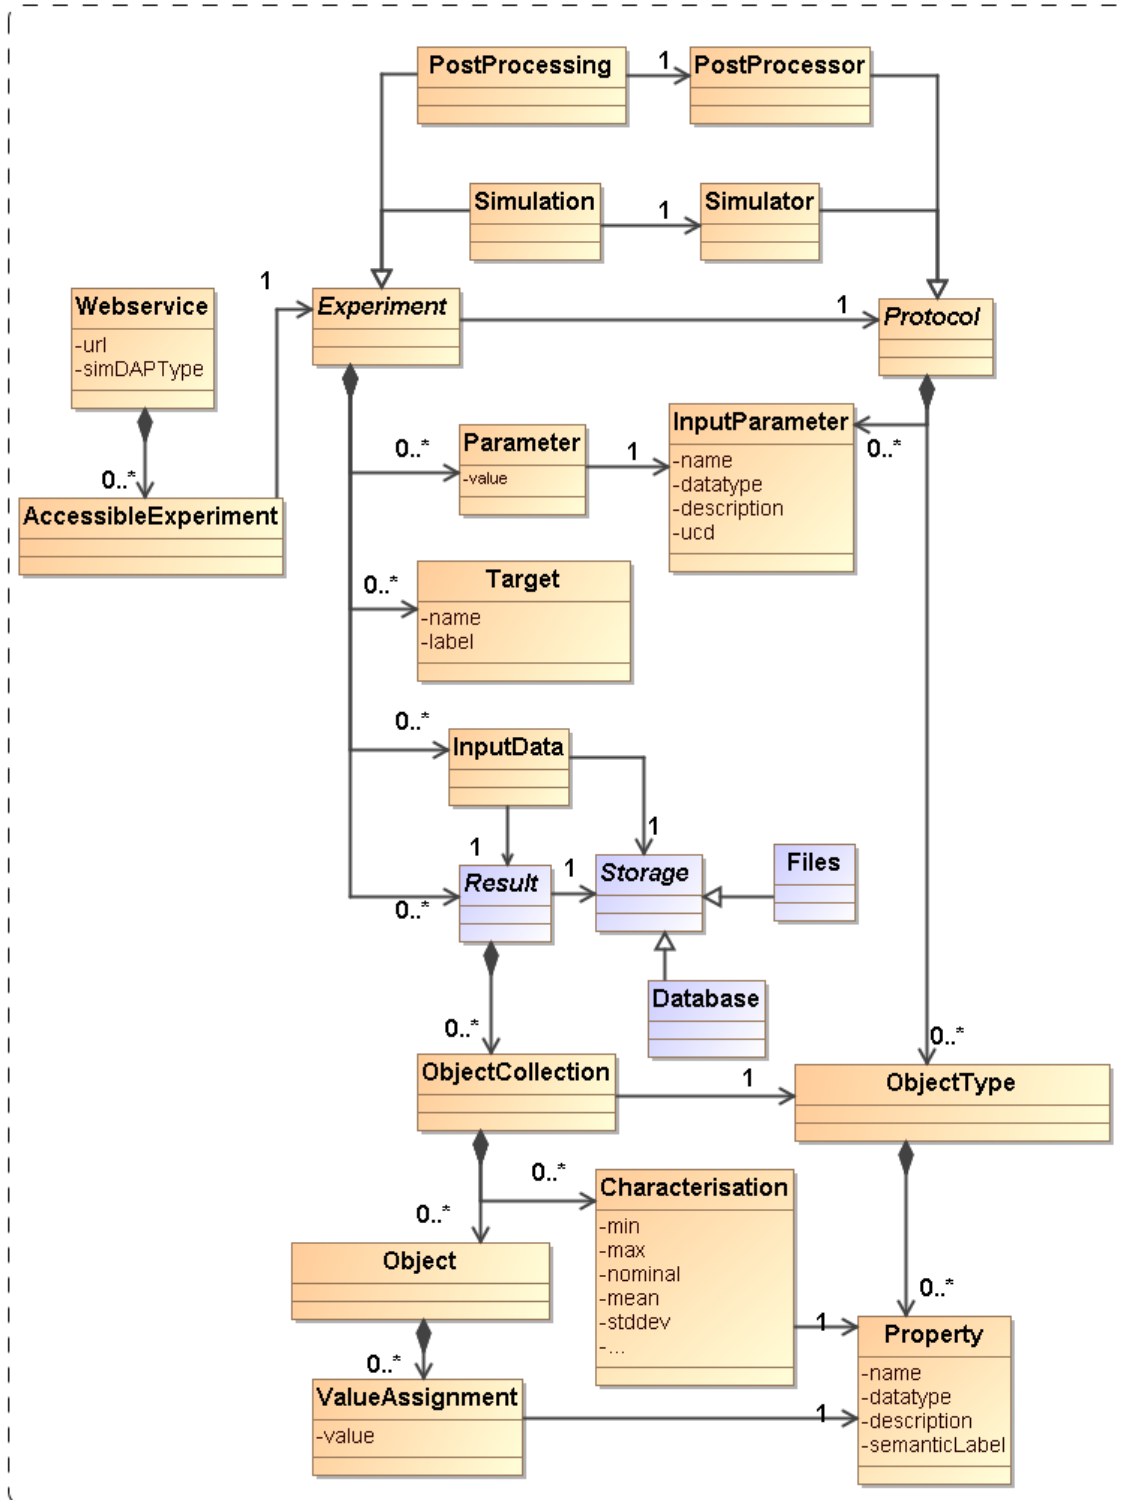 PostProcessing
1
PostProcessor
Simulation
1
Simulator
Webservice
-url
-simDAPType
1
Experiment
1
Protocol
0..*
AccessibleExperiment
0..*
Parameter
-value
1
InputParameter
-name
-datatype
-description
-ucd
0..*
0..*
Target
-name
-label
0..*
InputData
1
1
0..*
Result
1
Storage
Files
Database
0..*
0..*
ObjectCollection
1
ObjectType
0..*
0..*
Characterisation
-min
-max
-nominal
-mean
-stddev
-...
Object
1
0..*
Property
-name
-datatype
-description
-semanticLabel
0..*
ValueAssignment
-value
1